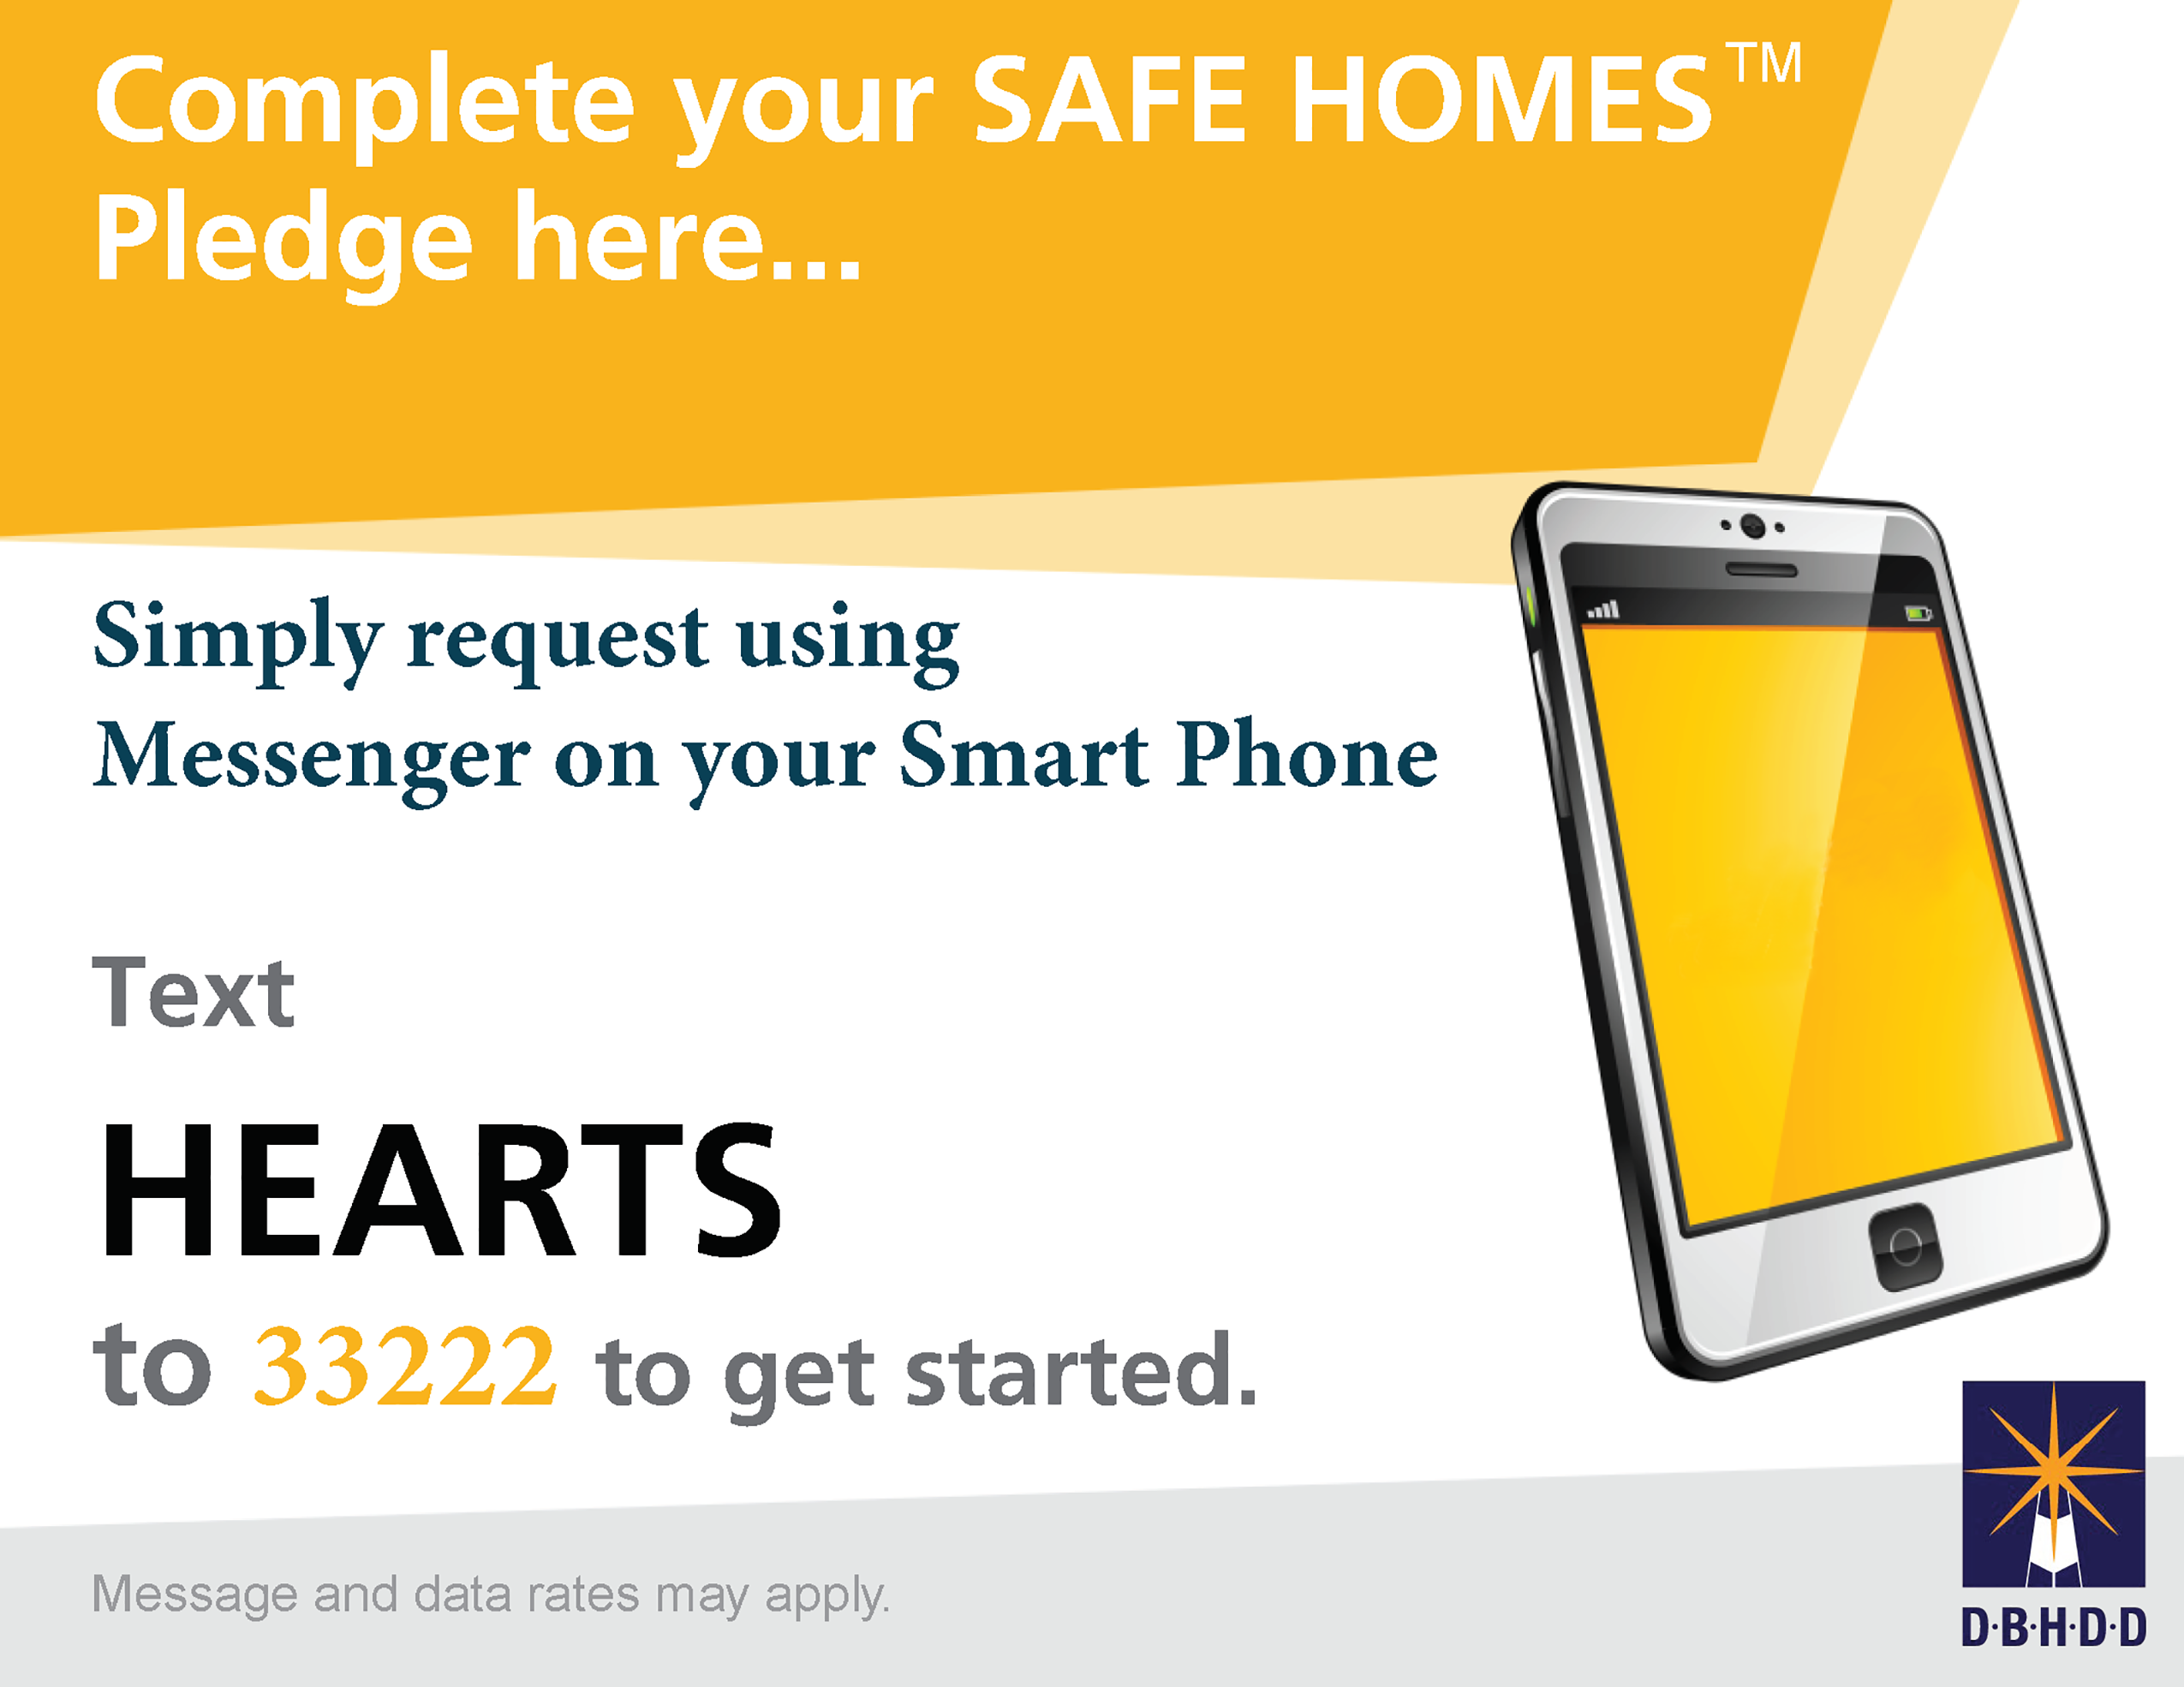 Complete your SAFE HOMES™
Pledge here...
Simply request using
Messenger on your Smart Phone
Text
HEARTS
to 33222 to get started.
Message and data rates may apply.
D·B·H·D·D